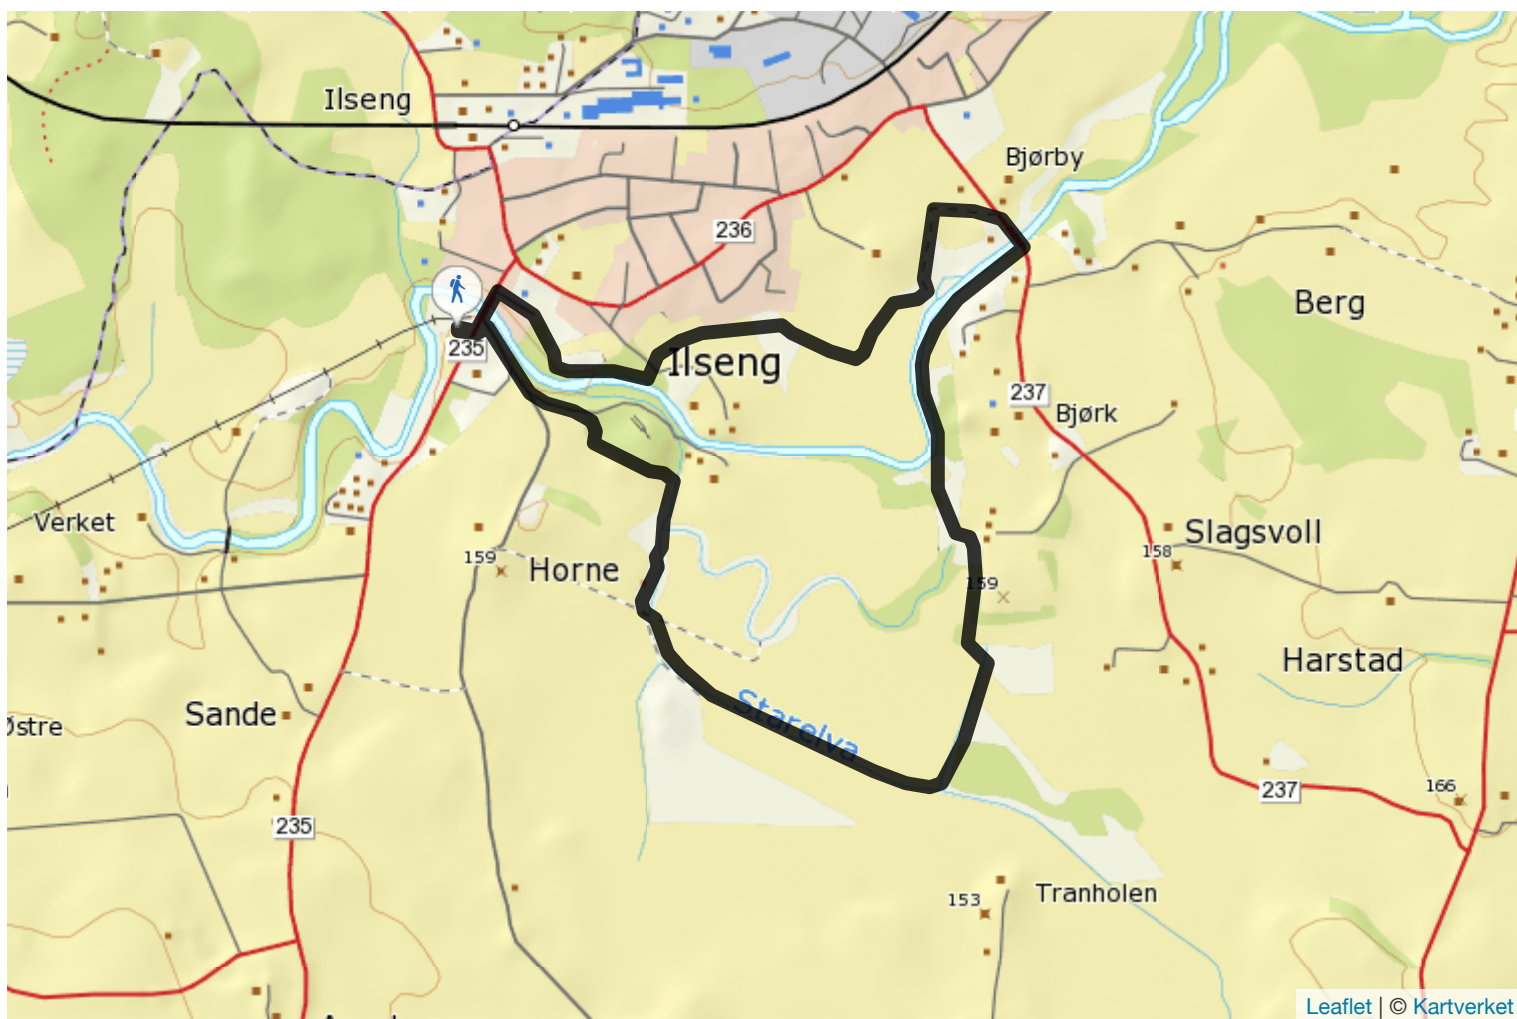 Ilseng
Bjørby
236
Berg
235
Ilseng
237
Bjørk
Verket
Slagsvoll
159
Horne
158
159
Harstad
Sande
Østre
Starelva
237
166
235
Tranholen
153
Leaflet | © Kartverket